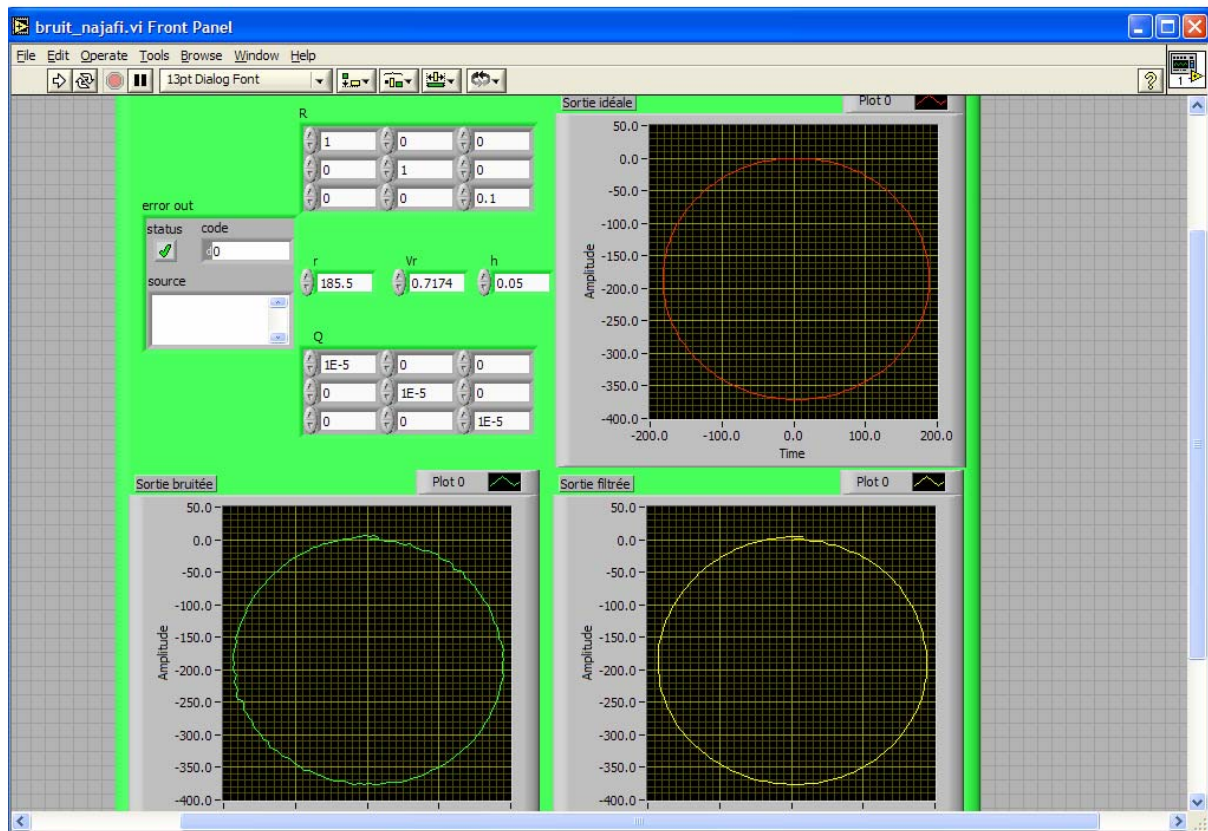 bruit_najafi.vi Front Panel
File Edit Operate Tools Browse Window Help
13pt Dialog Font
1
R
1 0 0
0 1 0
0 0 0.1
error out
status code
d0
source
r Vr h
185.5 0.7174 0.05
Q
1E-5 0 0
0 1E-5 0
0 0 1E-5
Sortie idéale
Plot 0
50.0
0.0
-50.0
-100.0
-150.0
-200.0
-250.0
-300.0
-350.0
-400.0
Amplitude
-200.0 -100.0 0.0 100.0 200.0
Time
Sortie bruitée
Plot 0
50.0
0.0
-50.0
-100.0
-150.0
-200.0
-250.0
-300.0
-350.0
-400.0
Amplitude
Sortie filtrée
Plot 0
50.0
0.0
-50.0
-100.0
-150.0
-200.0
-250.0
-300.0
-350.0
-400.0
Amplitude